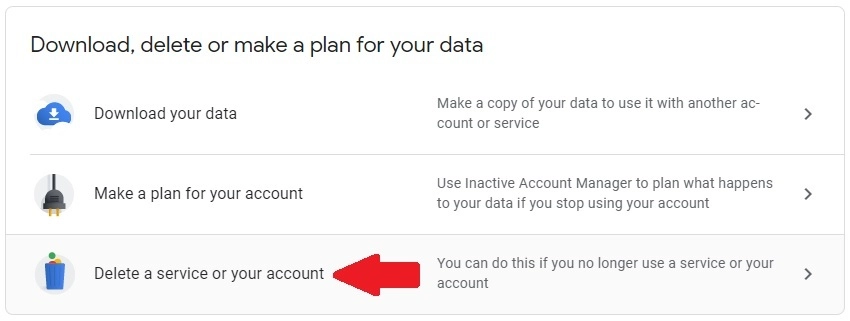 Download, delete or make a plan for your data
Download your data
Make a copy of your data to use it with another ac-
count or service
Make a plan for your account
Use Inactive Account Manager to plan what happens
to your data if you stop using your account
Delete a service or your account
You can do this if you no longer use a service or your
account